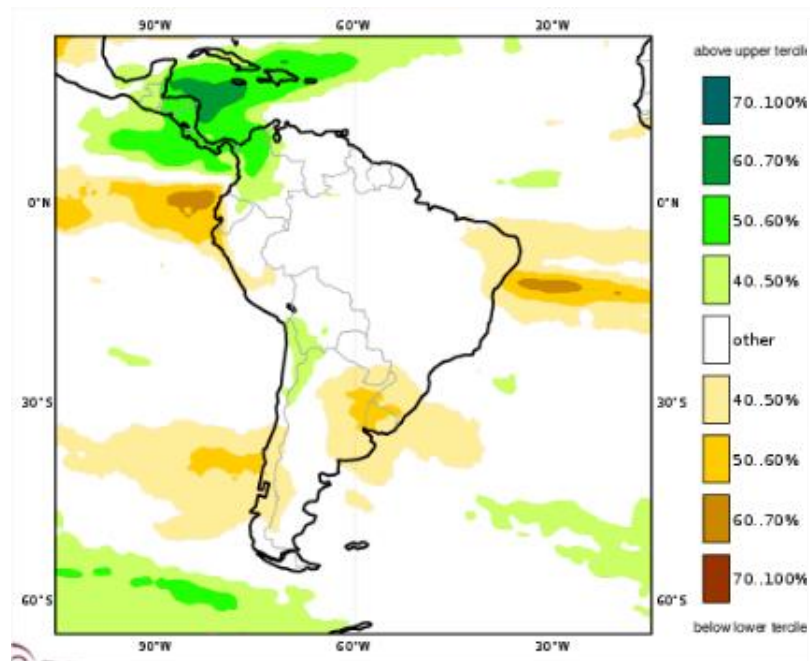 90°W 60°W 30°W
above upper tercile
70..100%
60..70%
0°N 0°N
50..60%
40..50%
other
30°S 30°S
40..50%
50..60%
60..70%
70..100%
60°S 60°S
below lower tercile
90°W 60°W 30°W